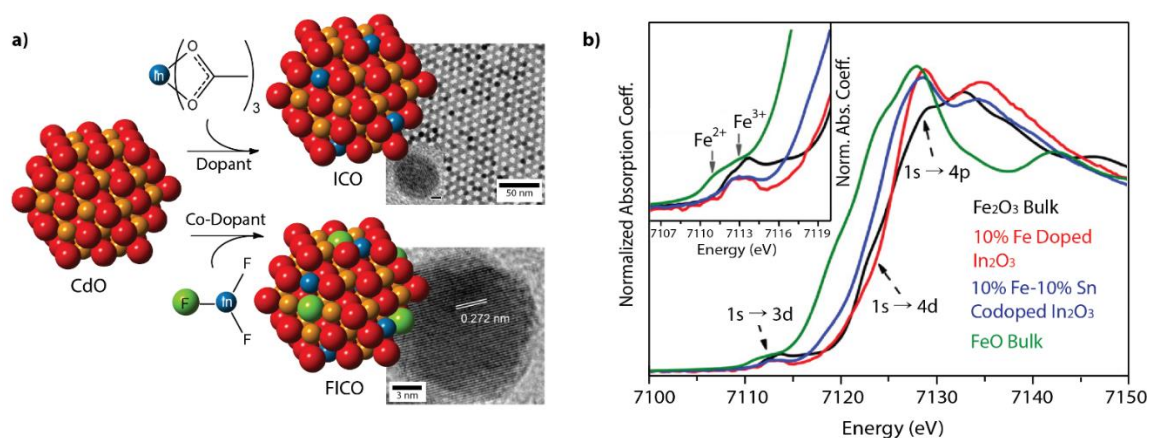 a)
In
O
O
3
Dopant
ICO
50 nm
CdO
Co-Dopant
F
F
In
F
FICO
0.272 nm
3 nm
b)
Normalized Absorption Coeff.
Norm. Abs. Coeff.
Fe²⁺
Fe³⁺
7107 7110 7113 7116 7119
Energy (eV)
1s → 4p
Fe₂O₃ Bulk
10% Fe Doped
In₂O₃
10% Fe-10% Sn
Codoped In₂O₃
FeO Bulk
1s → 3d
1s → 4d
7100 7110 7120 7130 7140 7150
Energy (eV)